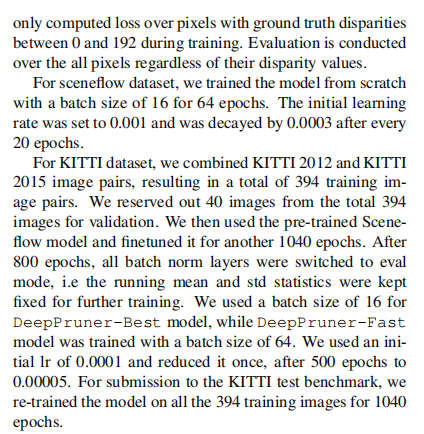 only computed loss over pixels with ground truth disparities
between 0 and 192 during training. Evaluation is conducted
over the all pixels regardless of their disparity values.
For sceneflow dataset, we trained the model from scratch
with a batch size of 16 for 64 epochs. The initial learning
rate was set to 0.001 and was decayed by 0.0003 after every
20 epochs.
For KITTI dataset, we combined KITTI 2012 and KITTI
2015 image pairs, resulting in a total of 394 training im-
age pairs. We reserved out 40 images from the total 394
images for validation. We then used the pre-trained Scene-
flow model and finetuned it for another 1040 epochs. After
800 epochs, all batch norm layers were switched to eval
mode, i.e the running mean and std statistics were kept
fixed for further training. We used a batch size of 16 for
DeepPruner-Best model, while DeepPruner-Fast
model was trained with a batch size of 64. We used an ini-
tial lr of 0.0001 and reduced it once, after 500 epochs to
0.00005. For submission to the KITTI test benchmark, we
re-trained the model on all the 394 training images for 1040
epochs.